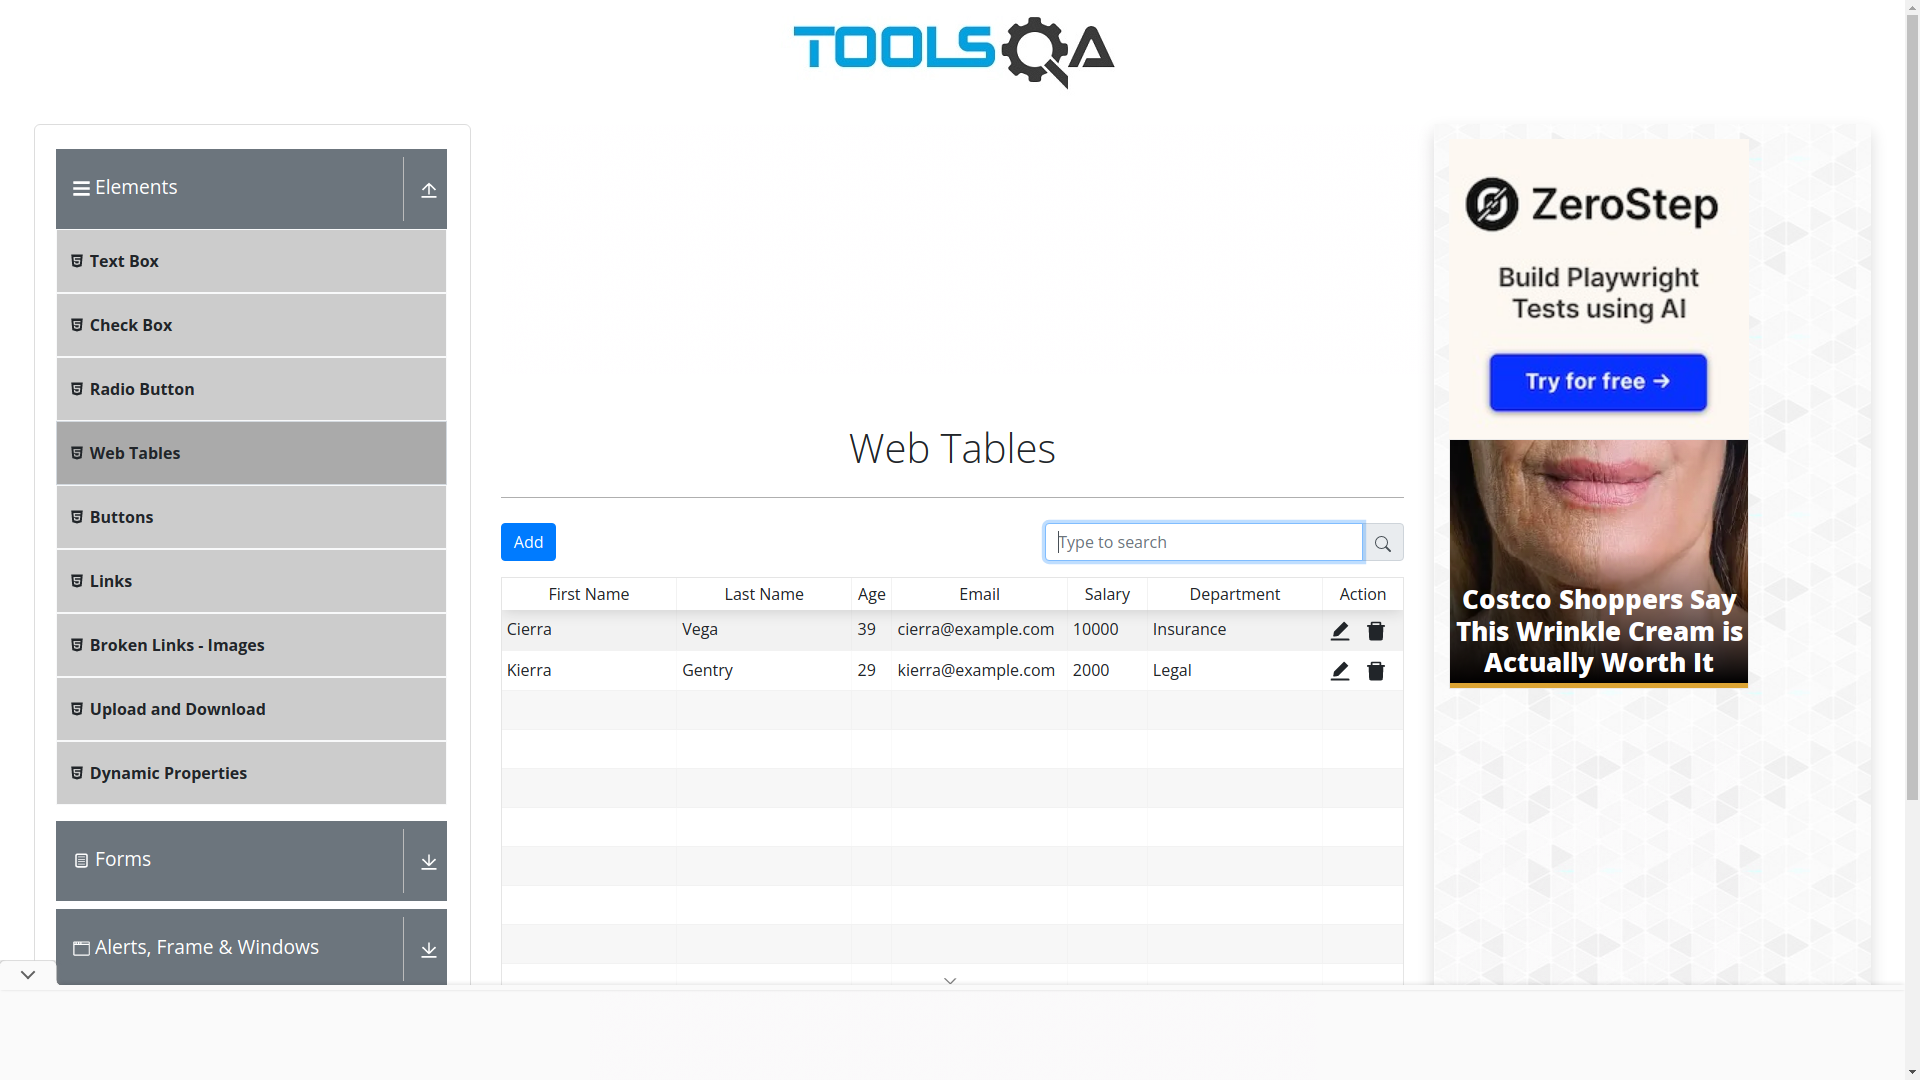 TOOLSQA
Elements
Text Box
Check Box
Radio Button
Web Tables
Buttons
Links
Broken Links - Images
Upload and Download
Dynamic Properties
Forms
Alerts, Frame & Windows
Web Tables
Add
Type to search
First Name Last Name Age Email Salary Department Action
Cierra Vega 39 cierra@example.com 10000 Insurance
Kierra Gentry 29 kierra@example.com 2000 Legal
ZeroStep
Build Playwright
Tests using AI
Try for free →
Costco Shoppers Say
This Wrinkle Cream is
Actually Worth It